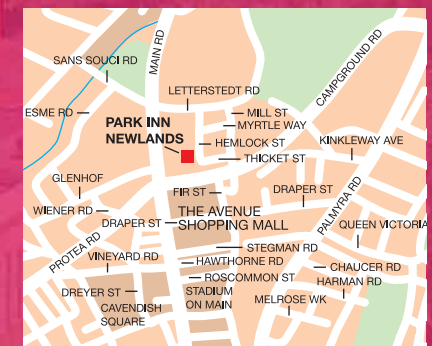 SANS SOUCI RD
MAIN RD
CAMPGROUND RD
LETTERSTEDT RD
ESME RD
PARK INN
NEWLANDS
MILL ST
MYRTLE WAY
HEMLOCK ST
KINKLEWAY AVE
THICKET ST
GLENHOF
FIR ST
DRAPER ST
WIENER RD
DRAPER ST
THE AVENUE
SHOPPING MALL
PALMYRA RD
QUEEN VICTORIA
PROTEA RD
STEGMAN RD
VINEYARD RD
HAWTHORNE RD
CHAUCER RD
ROSCOMMON ST
HARMAN RD
DREYER ST
STADIUM
ON MAIN
MELROSE WK
CAVENDISH
SQUARE